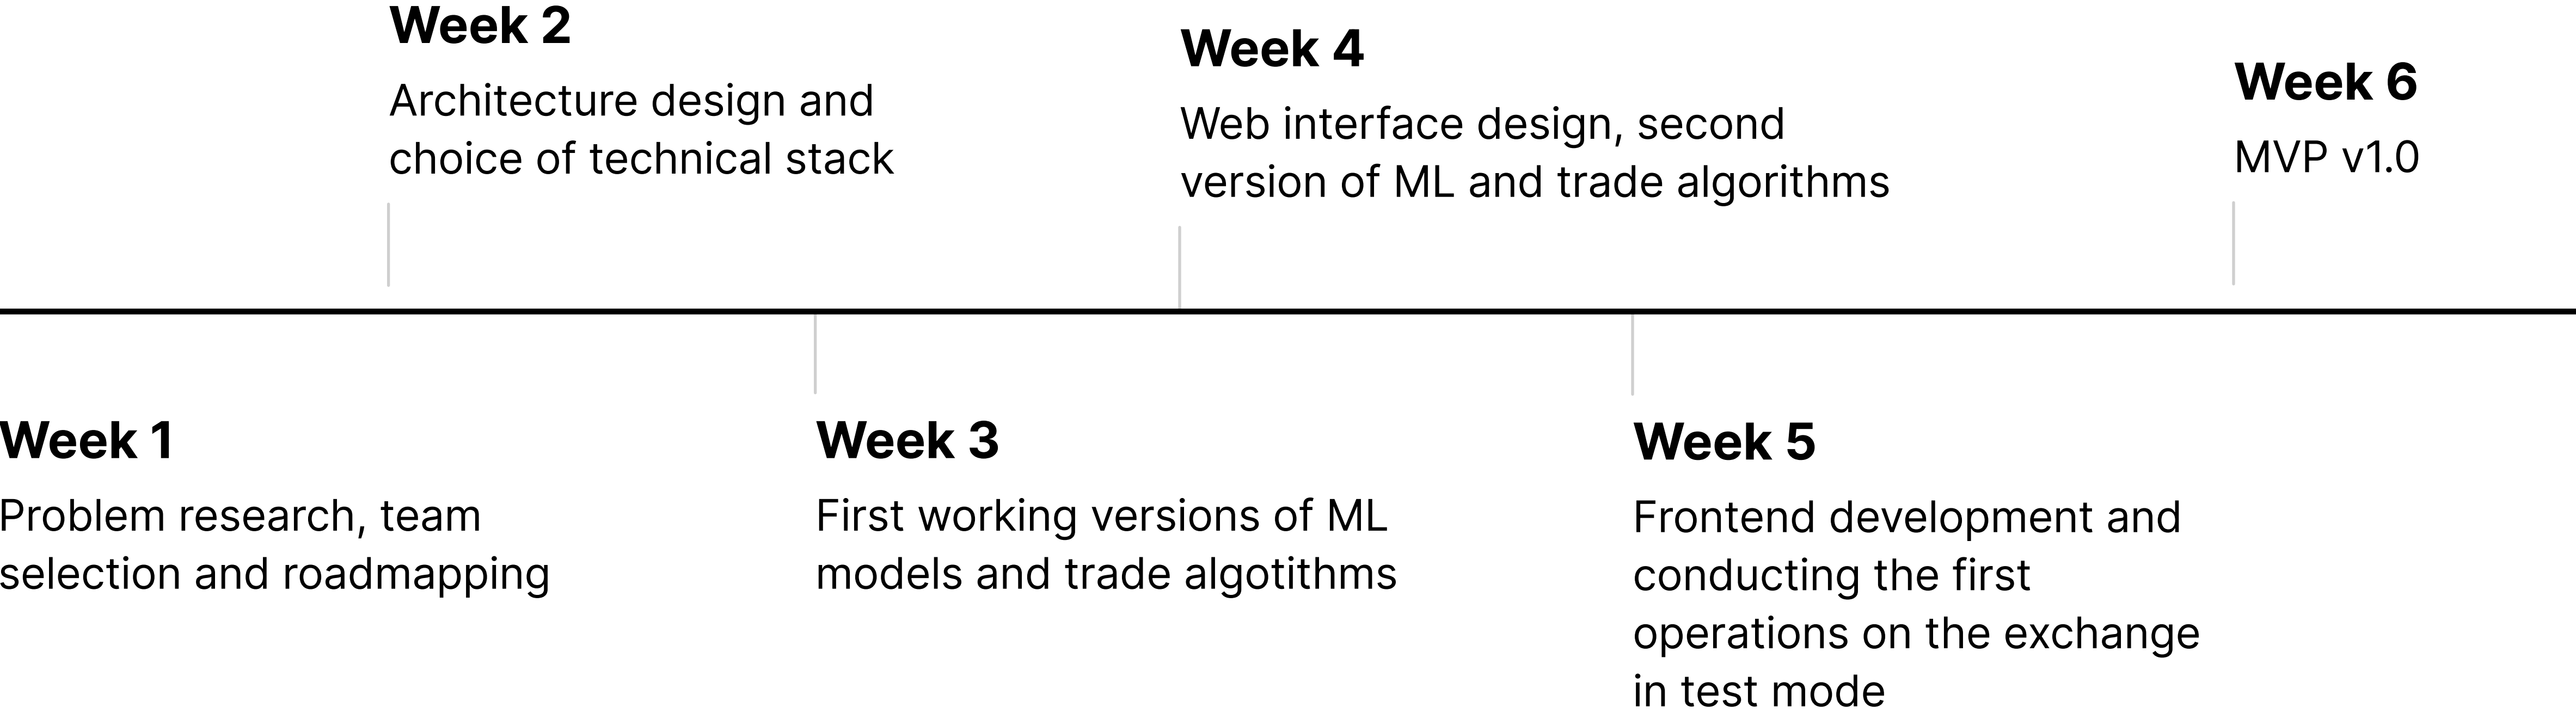 Week 1
Problem research, team
selection and roadmapping
Week 2
Architecture design and
choice of technical stack
Week 3
First working versions of ML
models and trade algotithms
Week 4
Web interface design, second
version of ML and trade algorithms
Week 5
Frontend development and
conducting the first
operations on the exchange
in test mode
Week 6
MVP v1.0